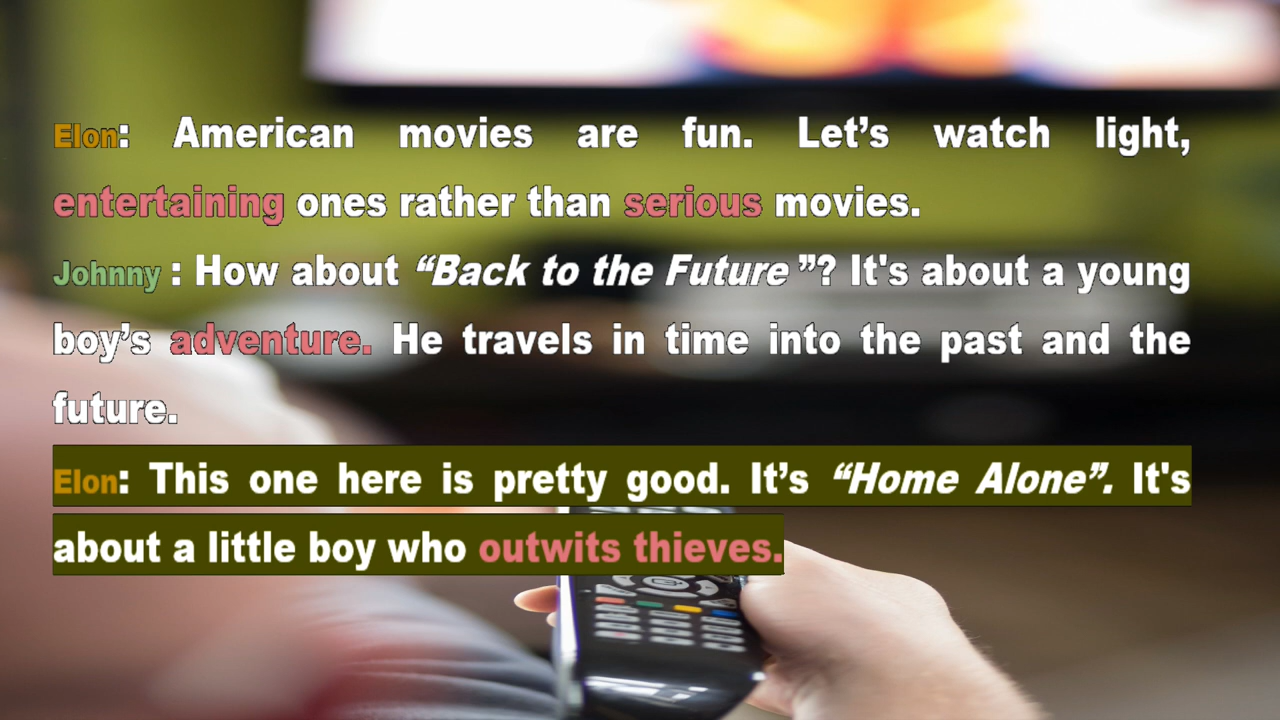 Elon: American movies are fun. Let’s watch light,
entertaining ones rather than serious movies.
Johnny : How about “Back to the Future ”? It's about a young
boy’s adventure. He travels in time into the past and the
future.
Elon: This one here is pretty good. It’s “Home Alone”. It's
about a little boy who outwits thieves.